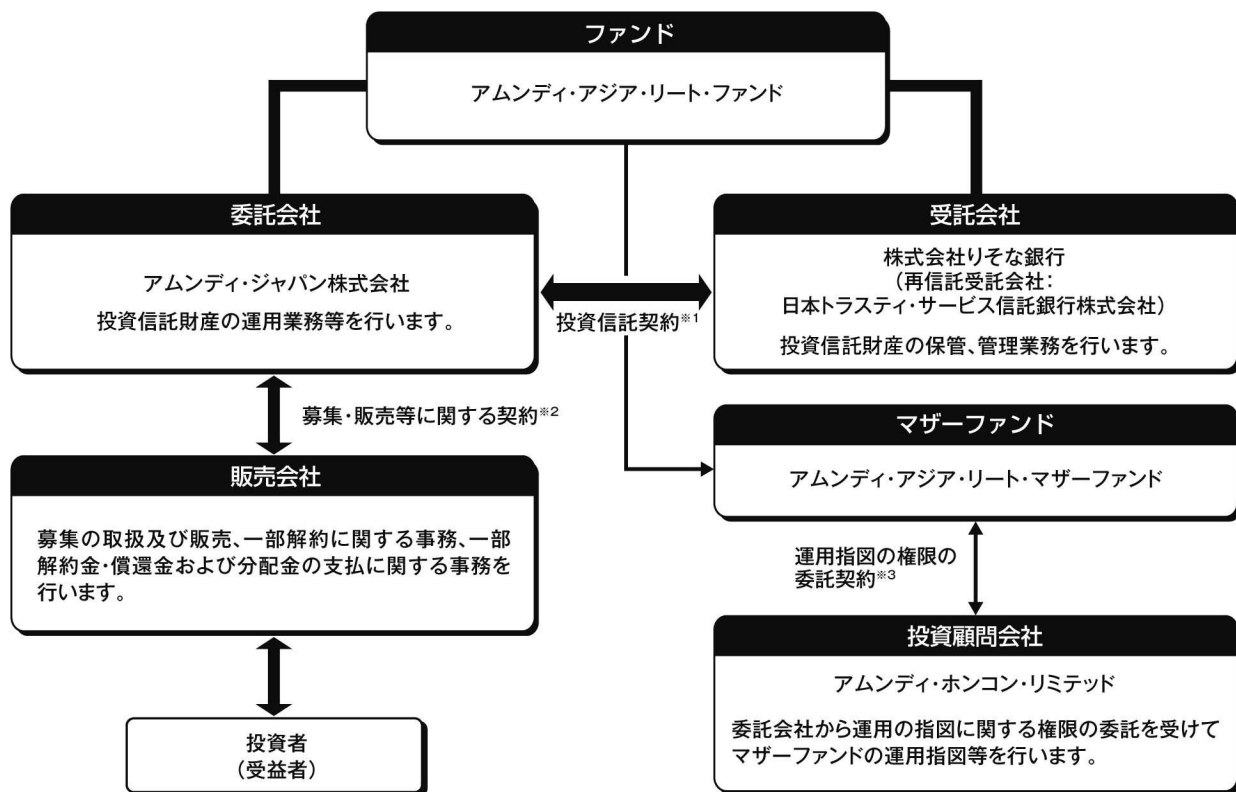 ファンド
アムンディ・アジア・リート・ファンド
委託会社
アムンディ・ジャパン株式会社
投資信託財産の運用業務等を行います。
投資信託契約※1
受託会社
株式会社りそな銀行
(再信託受託会社:
日本トラスティ・サービス信託銀行株式会社)
投資信託財産の保管、管理業務を行います。
募集・販売等に関する契約※2
マザーファンド
アムンディ・アジア・リート・マザーファンド
販売会社
募集の取扱及び販売、一部解約に関する事務、一部
解約金・償還金および分配金の支払に関する事務を
行います。
運用指図の権限の
委託契約※3
投資顧問会社
アムンディ・ホンコン・リミテッド
委託会社から運用の指図に関する権限の委託を受けて
マザーファンドの運用指図等を行います。
投資者
(受益者)